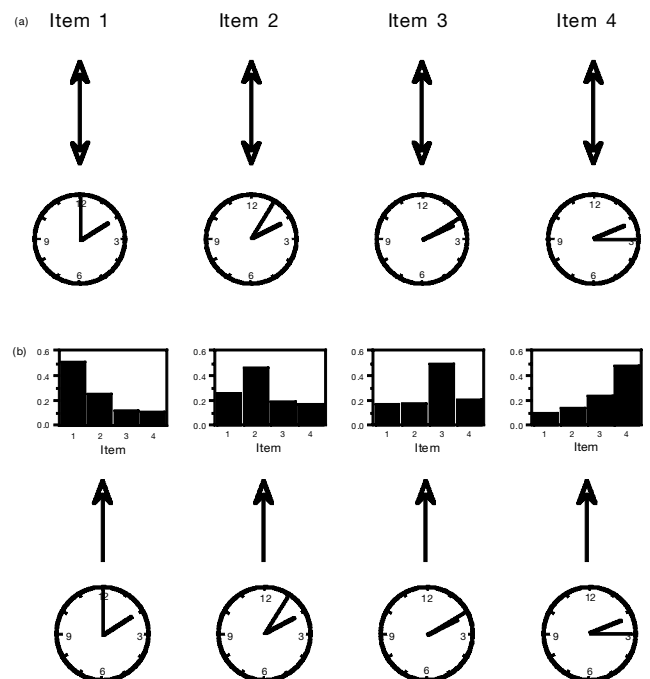 (a) Item 1 Item 2 Item 3 Item 4
12 12 12 12
9 3 9 3 9 3 9 3
6 6 6 6
(b) 0.6 0.6 0.6 0.6
0.4 0.4 0.4 0.4
0.2 0.2 0.2 0.2
0.0 0.0 0.0 0.0
1 2 3 4 1 2 3 4 1 2 3 4 1 2 3 4
Item Item Item Item
12 12 12 12
9 3 9 3 9 3 9 3
6 6 6 6